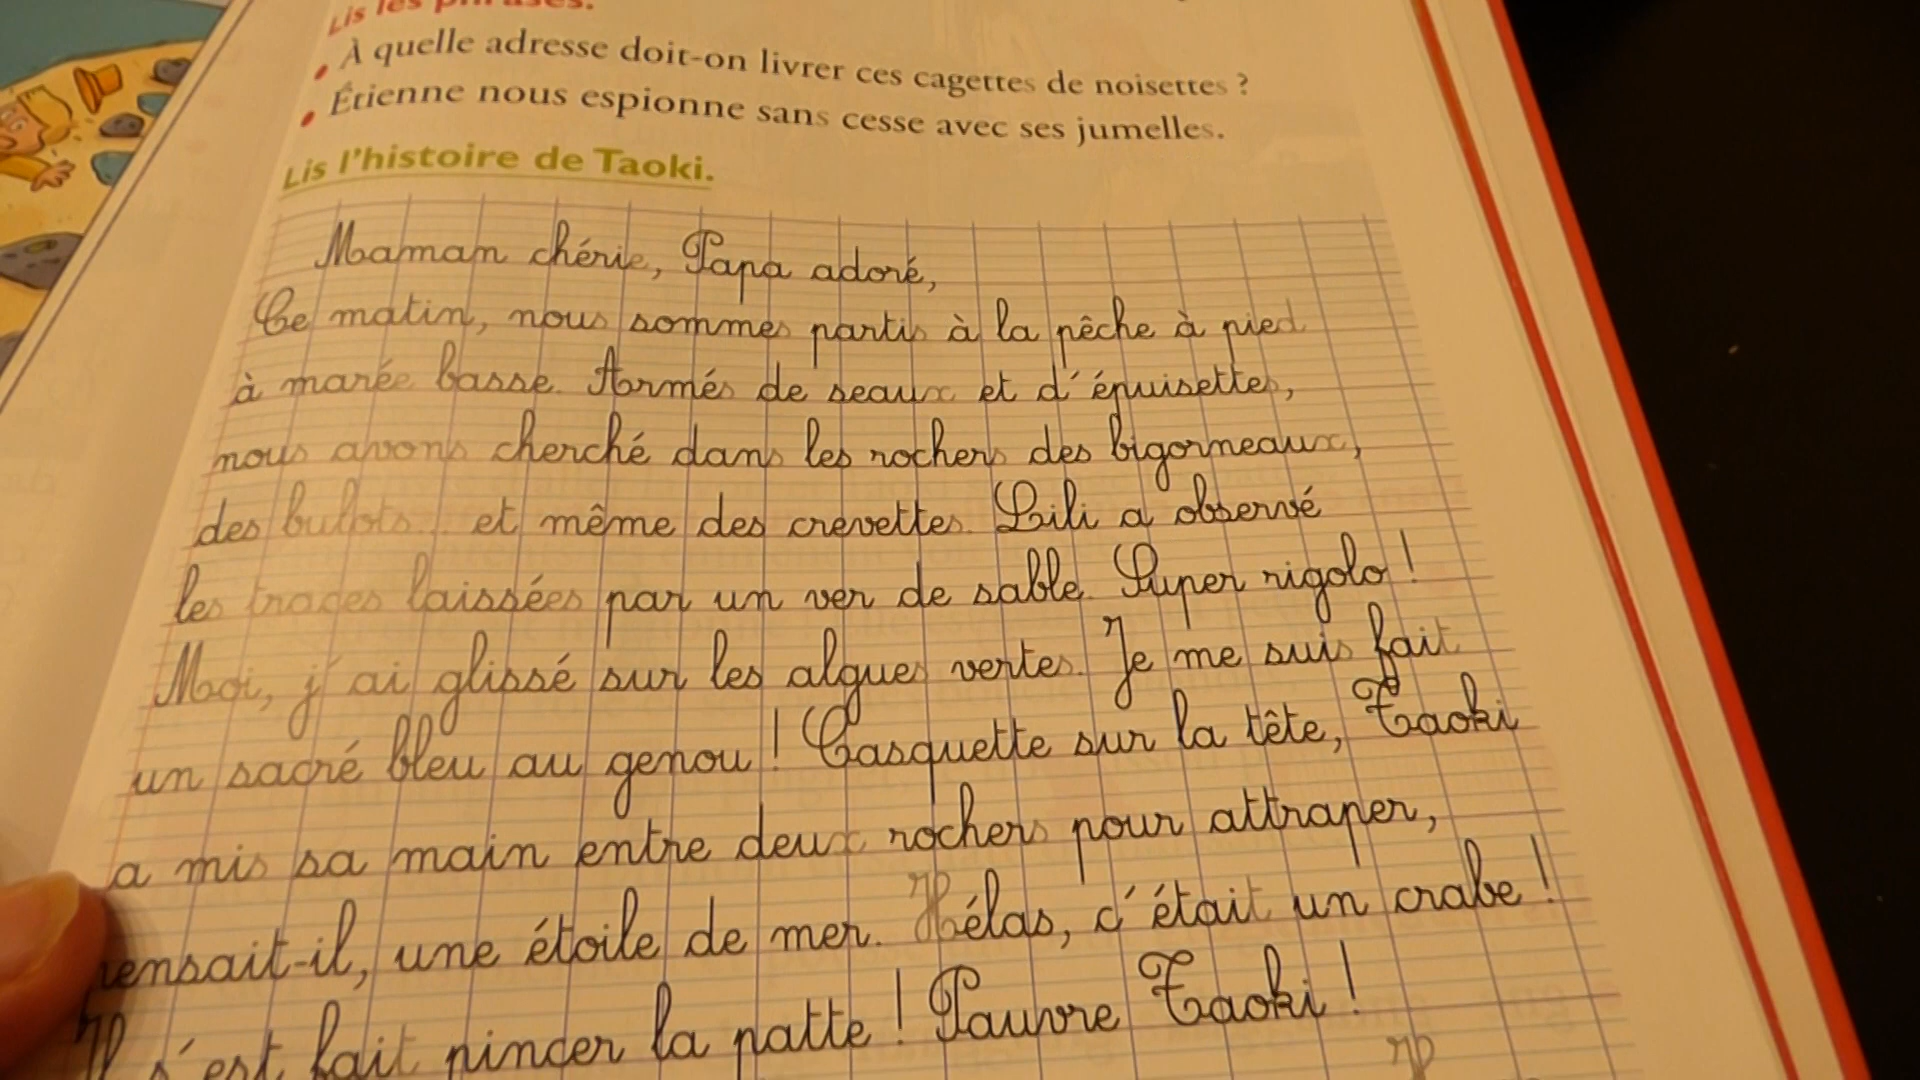 Lis les phrases.
• À quelle adresse doit-on livrer ces cagettes de noisettes ?
• Étienne nous espionne sans cesse avec ses jumelles.
Lis l'histoire de Taoki.
Maman chérie, Papa adoré,
Ce matin, nous sommes partis à la pêche à pied
à marée basse. Armés de seaux et d'épuisettes,
nous avons cherché dans les rochers des bigorneaux,
des bulots... et même des crevettes. Lili a observé
les traces laissées par un ver de sable. Super rigolo !
Moi, j'ai glissé sur les algues vertes. Je me suis fait
un sacré bleu au genou ! Casquette sur la tête, Taoki
a mis sa main entre deux rochers pour attraper,
pensait-il, une étoile de mer. Hélas, c'était un crabe !
Il s'est fait pincer la patte ! Pauvre Taoki !